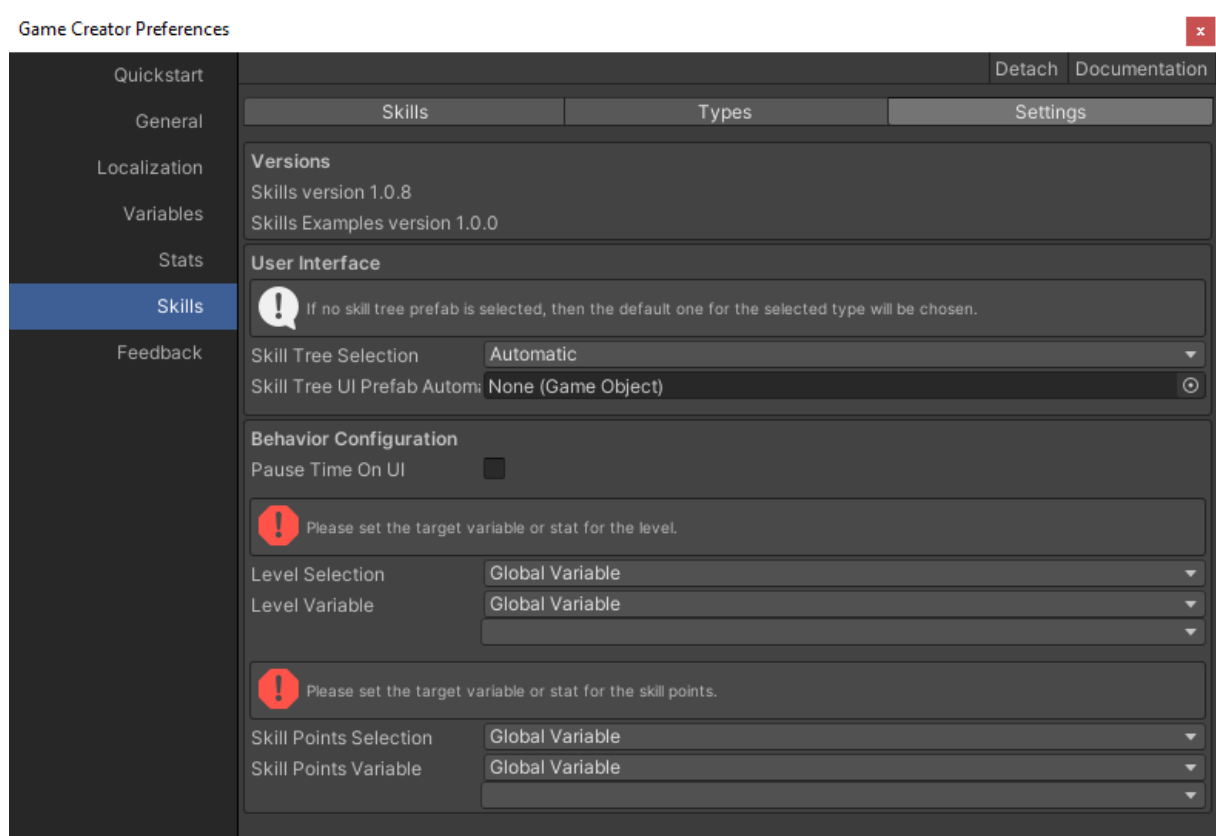 Game Creator Preferences
x
Quickstart
General
Localization
Variables
Stats
Skills
Feedback
Detach Documentation
Skills Types Settings
Versions
Skills version 1.0.8
Skills Examples version 1.0.0
User Interface
If no skill tree prefab is selected, then the default one for the selected type will be chosen.
Skill Tree Selection Automatic
Skill Tree UI Prefab Automa None (Game Object)
Behavior Configuration
Pause Time On UI
Please set the target variable or stat for the level.
Level Selection Global Variable
Level Variable Global Variable
Please set the target variable or stat for the skill points.
Skill Points Selection Global Variable
Skill Points Variable Global Variable